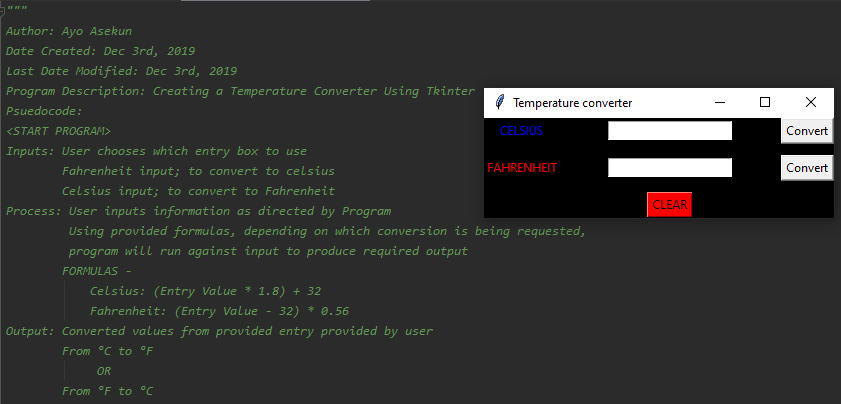 """
Author: Ayo Asekun
Date Created: Dec 3rd, 2019
Last Date Modified: Dec 3rd, 2019
Program Description: Creating a Temperature Converter Using Tkinter
Psuedocode:
<START PROGRAM>
Inputs: User chooses which entry box to use
Fahrenheit input; to convert to celsius
Celsius input; to convert to Fahrenheit
Process: User inputs information as directed by Program
Using provided formulas, depending on which conversion is being requested,
program will run against input to produce required output
FORMULAS -
Celsius: (Entry Value * 1.8) + 32
Fahrenheit: (Entry Value - 32) * 0.56
Output: Converted values from provided entry provided by user
From °C to °F
OR
From °F to °C
Temperature converter
CELSIUS Convert
FAHRENHEIT Convert
CLEAR